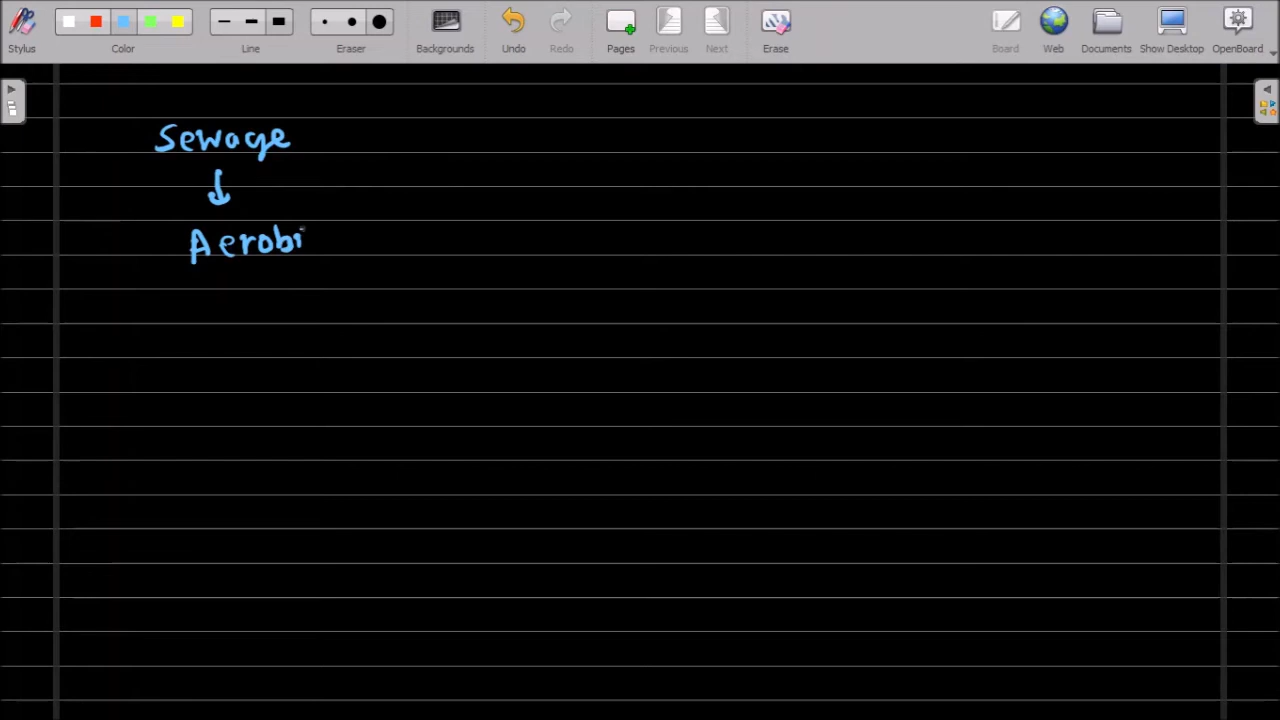 Stylus
Color
Line
Eraser
Backgrounds
Undo
Redo
Pages
Previous
Next
Erase
Board
Web
Documents
Show Desktop
OpenBoard
Sewage
↓
Aerobi